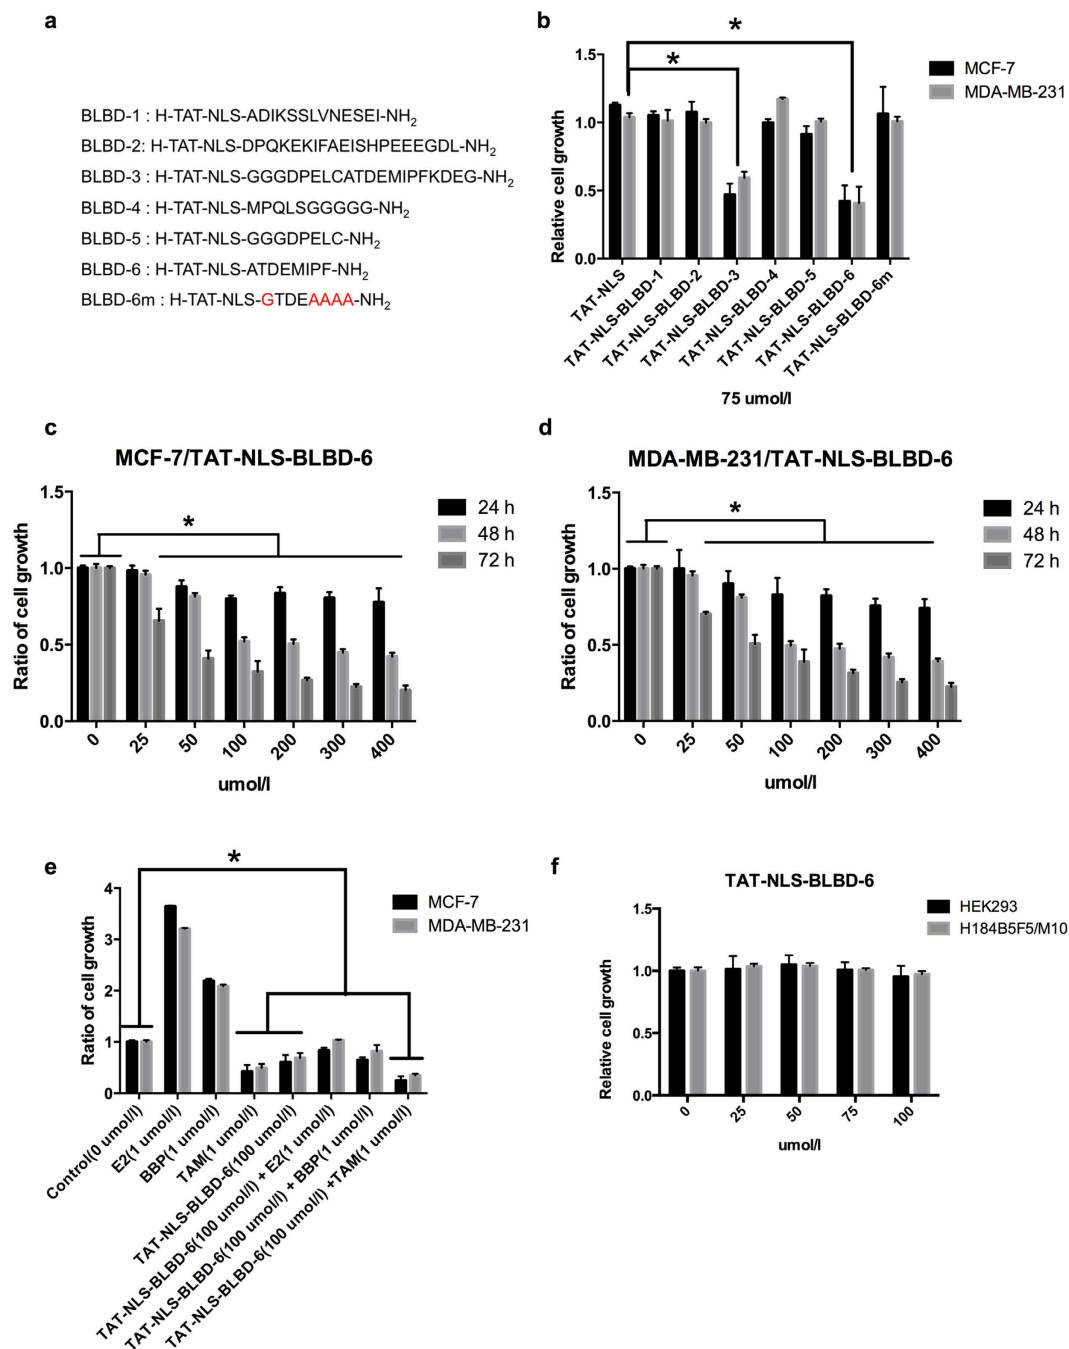 a
BLBD-1 : H-TAT-NLS-ADIKSSLVNESEI-NH2
BLBD-2: H-TAT-NLS-DPQKEKIFAEISHPEEEGDL-NH2
BLBD-3 : H-TAT-NLS-GGGDPELCATDEMIPFKDEG-NH2
BLBD-4 : H-TAT-NLS-MPQLSGGGGG-NH2
BLBD-5 : H-TAT-NLS-GGGDPELC-NH2
BLBD-6 : H-TAT-NLS-ATDEMIPF-NH2
BLBD-6m : H-TAT-NLS-GTDEAAAA-NH2
b
*
*
MCF-7
MDA-MB-231
Relative cell growth
1.5
1.0
0.5
0.0
TAT-NLS
TAT-NLS-BLBD-1
TAT-NLS-BLBD-2
TAT-NLS-BLBD-3
TAT-NLS-BLBD-4
TAT-NLS-BLBD-5
TAT-NLS-BLBD-6
TAT-NLS-BLBD-6m
75 umol/l
c
MCF-7/TAT-NLS-BLBD-6
*
24 h
48 h
72 h
Ratio of cell growth
1.5
1.0
0.5
0.0
0
25
50
100
200
300
400
umol/l
d
MDA-MB-231/TAT-NLS-BLBD-6
*
24 h
48 h
72 h
Ratio of cell growth
1.5
1.0
0.5
0.0
0
25
50
100
200
300
400
umol/l
e
*
MCF-7
MDA-MB-231
Ratio of cell growth
4
3
2
1
0
Control(0 umol/l)
E2(1 umol/l)
BBP(1 umol/l)
TAM(1 umol/l)
TAT-NLS-BLBD-6(100 umol/l)
TAT-NLS-BLBD-6(100 umol/l) + E2(1 umol/l)
TAT-NLS-BLBD-6(100 umol/l) + BBP(1 umol/l)
TAT-NLS-BLBD-6(100 umol/l) +TAM(1 umol/l)
f
TAT-NLS-BLBD-6
HEK293
H184B5F5/M10
Relative cell growth
1.5
1.0
0.5
0.0
0
25
50
75
100
umol/l